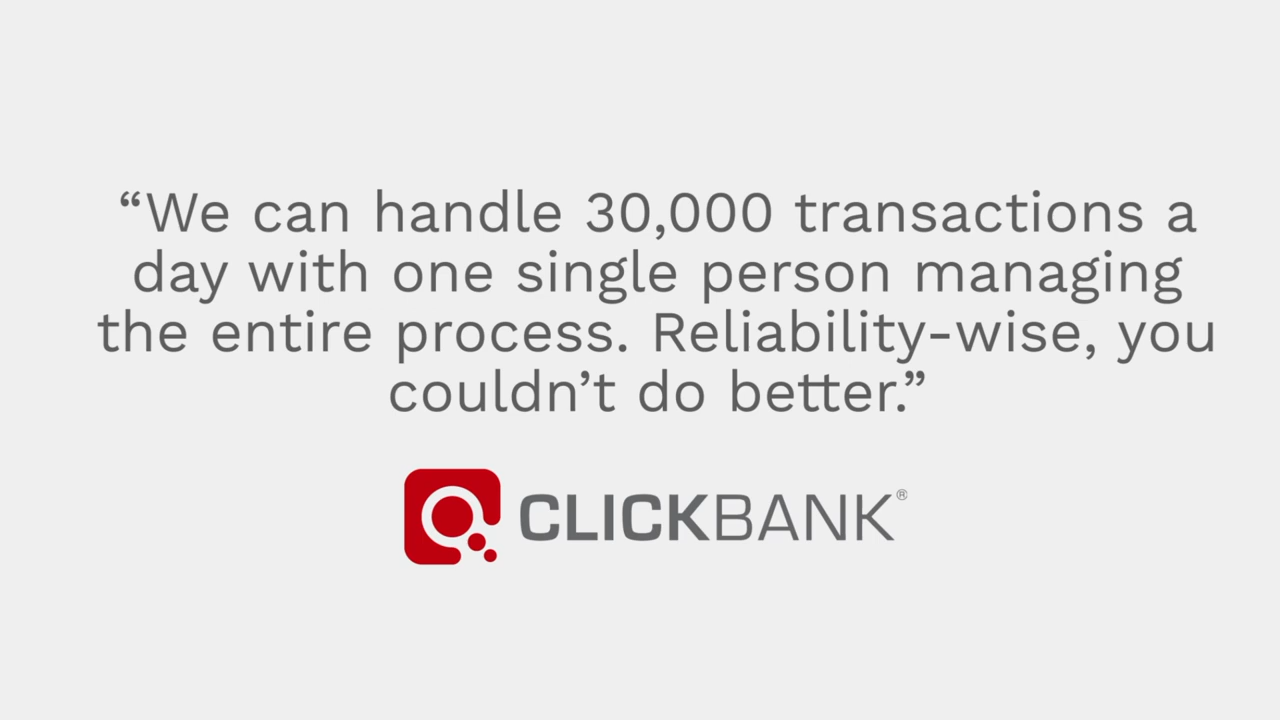 “We can handle 30,000 transactions a
day with one single person managing
the entire process. Reliability-wise, you
couldn’t do better.”
CLICKBANK®